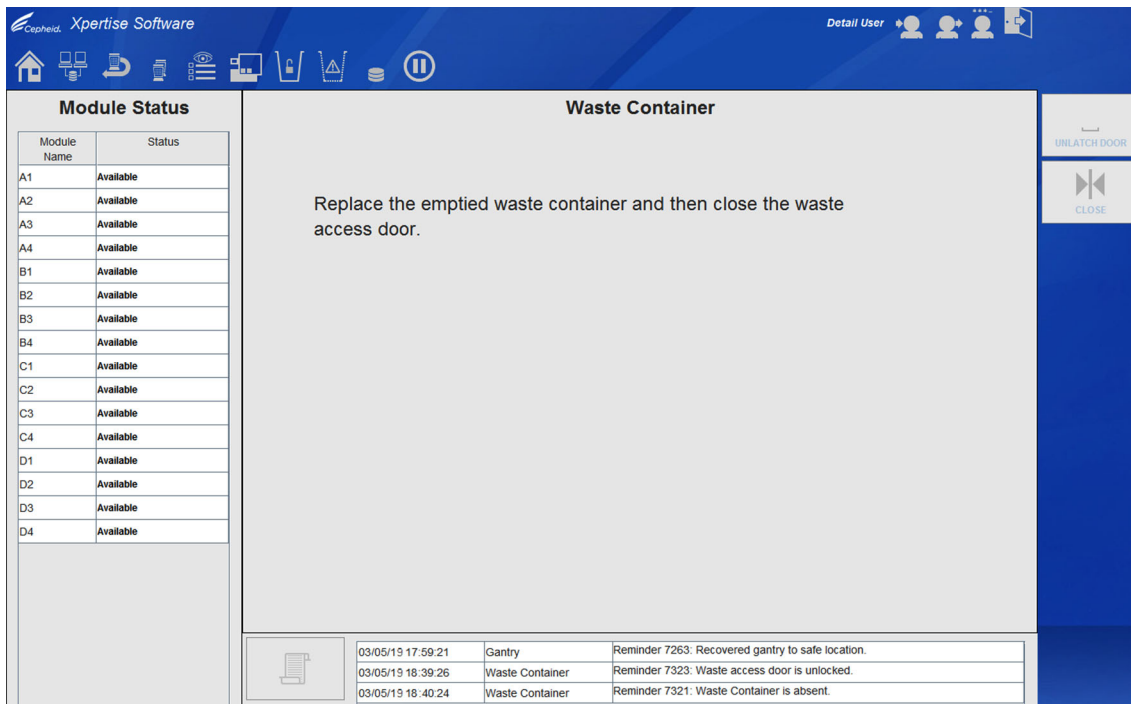 Cepheid. Xpertise Software
Detail User
Module Status
Module Name Status
A1 Available
A2 Available
A3 Available
A4 Available
B1 Available
B2 Available
B3 Available
B4 Available
C1 Available
C2 Available
C3 Available
C4 Available
D1 Available
D2 Available
D3 Available
D4 Available
Waste Container
Replace the emptied waste container and then close the waste
access door.
UNLATCH DOOR
CLOSE
03/05/19 17:59:21 Gantry Reminder 7263: Recovered gantry to safe location.
03/05/19 18:39:26 Waste Container Reminder 7323: Waste access door is unlocked.
03/05/19 18:40:24 Waste Container Reminder 7321: Waste Container is absent.